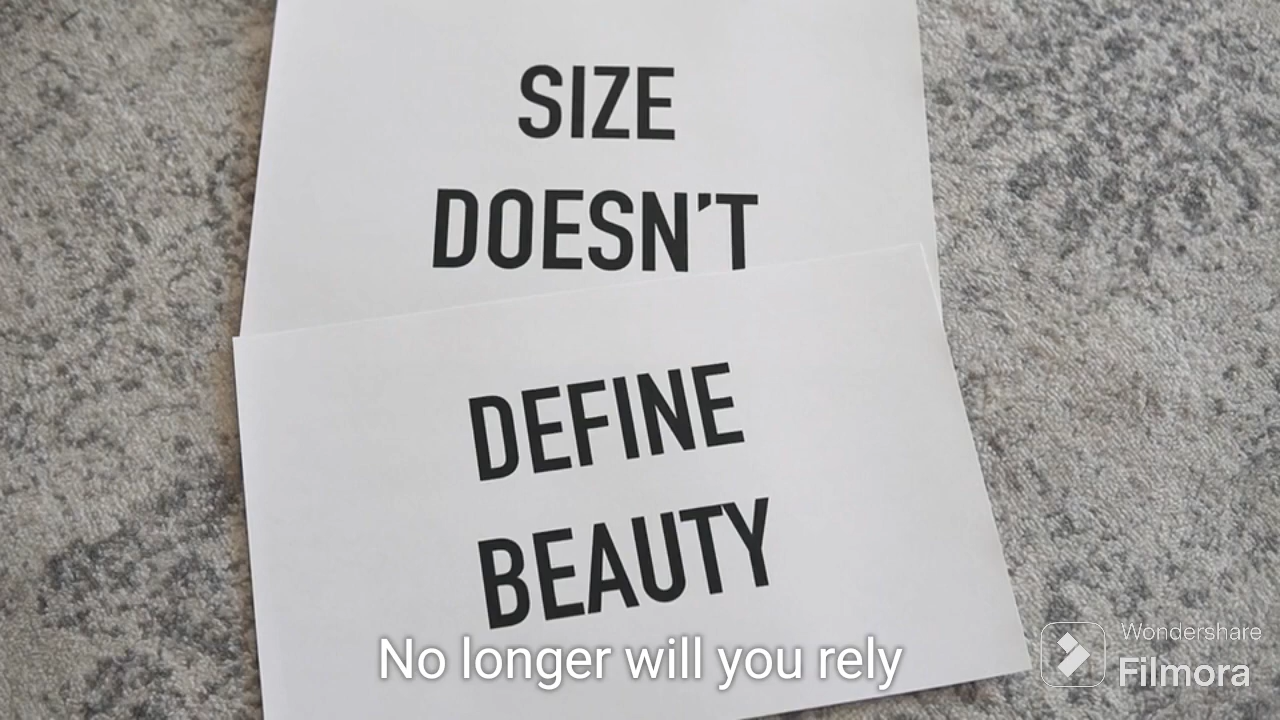 SIZE
DOESN'T
DEFINE
BEAUTY
No longer will you rely
Wondershare
Filmora